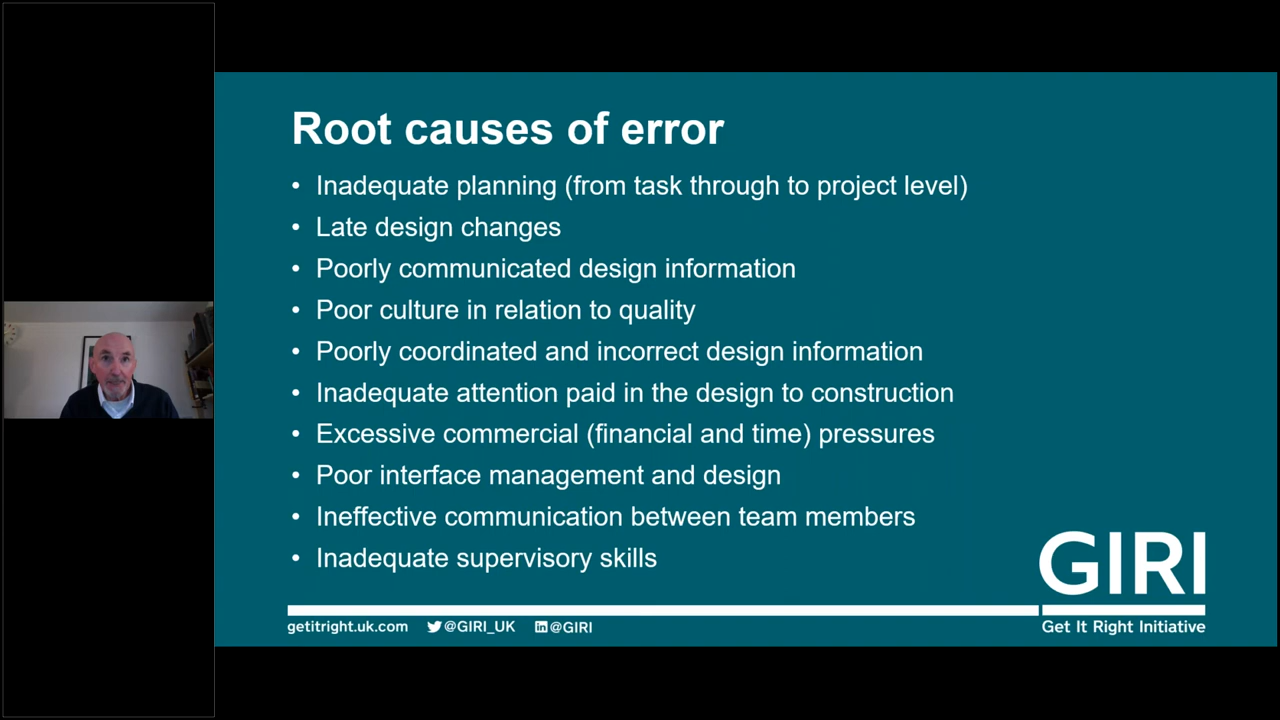 Root causes of error
• Inadequate planning (from task through to project level)
• Late design changes
• Poorly communicated design information
• Poor culture in relation to quality
• Poorly coordinated and incorrect design information
• Inadequate attention paid in the design to construction
• Excessive commercial (financial and time) pressures
• Poor interface management and design
• Ineffective communication between team members
• Inadequate supervisory skills
GIRI
getitright.uk.com @GIRI_UK @GIRI
Get It Right Initiative